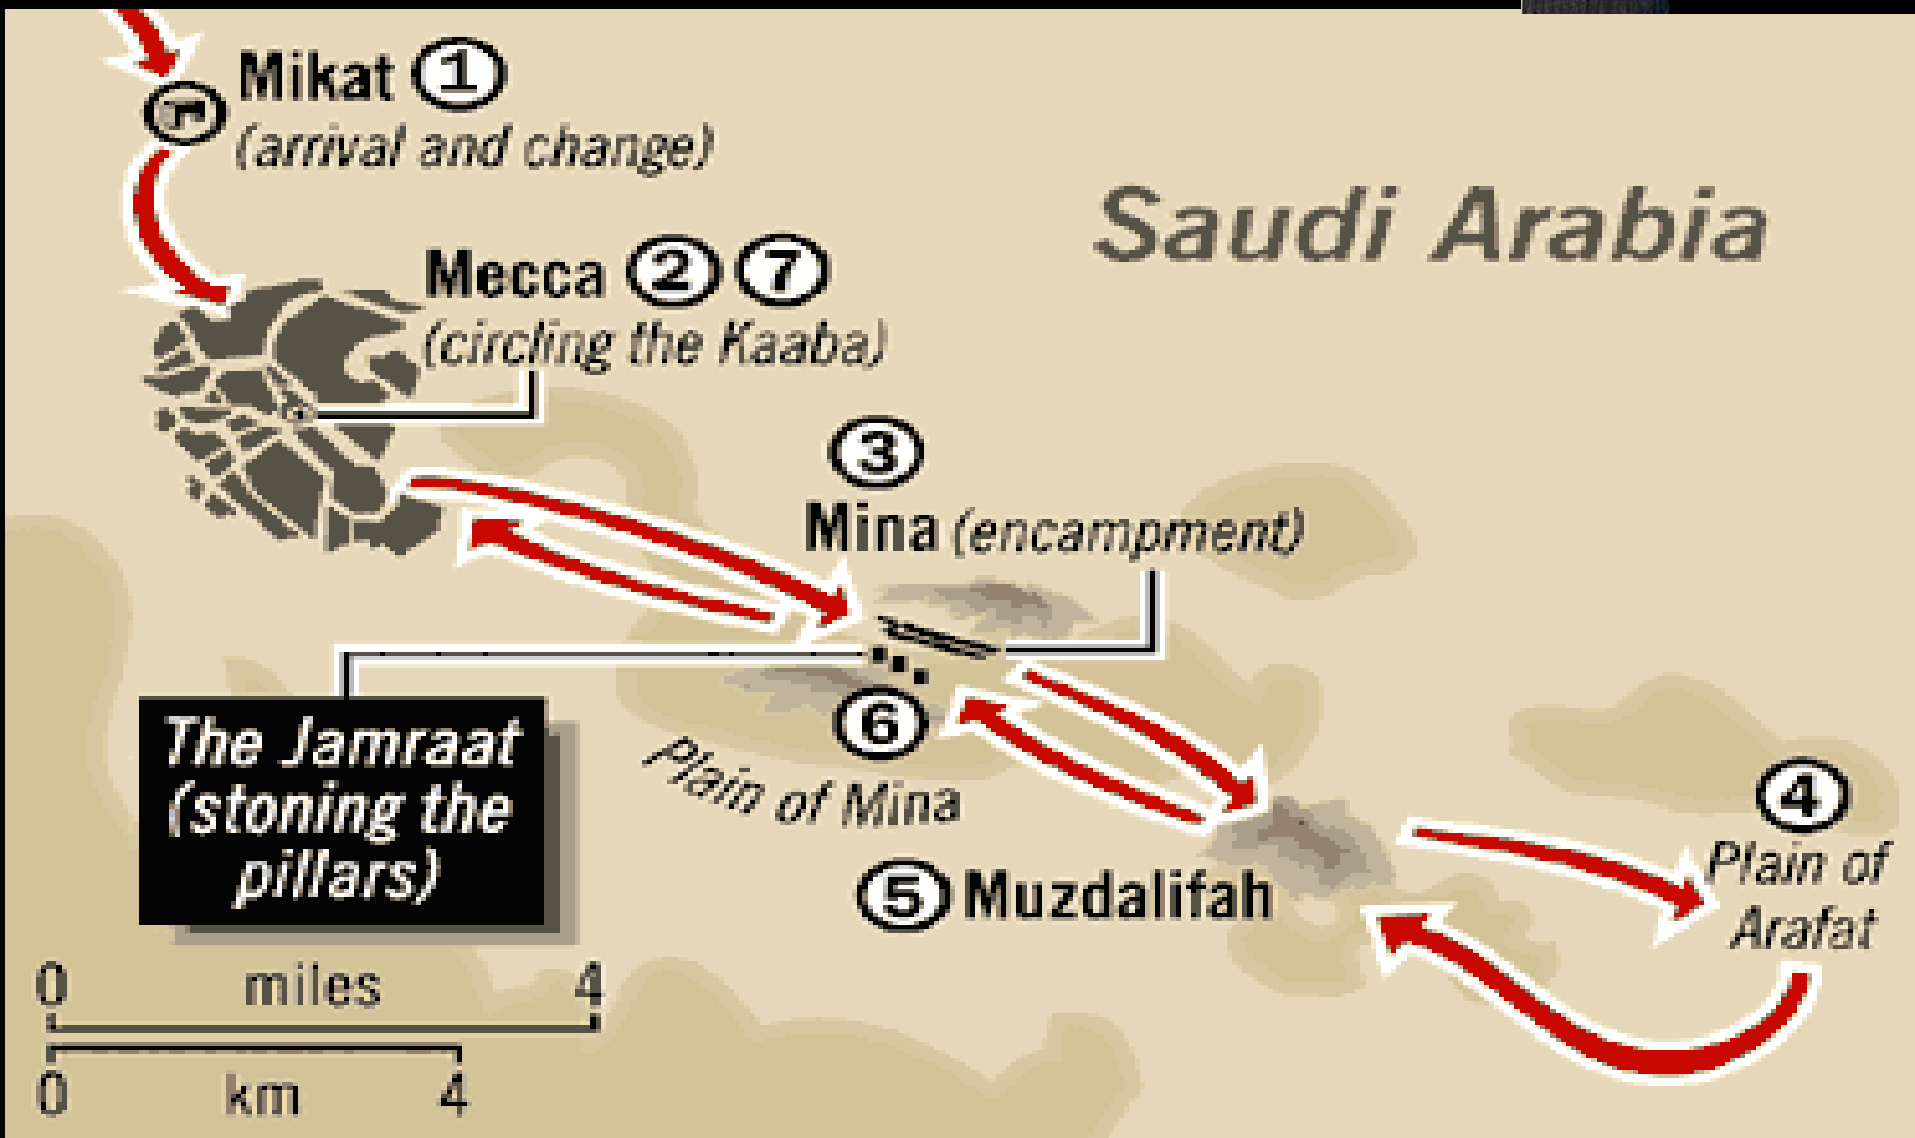 Mikat 1
(arrival and change)
Saudi Arabia
Mecca 2 7
(circling the Kaaba)
3
Mina (encampment)
The Jamraat
(stoning the
pillars)
6
Plain of Mina
4
Plain of
Arafat
5 Muzdalifah
0 miles 4
0 km 4